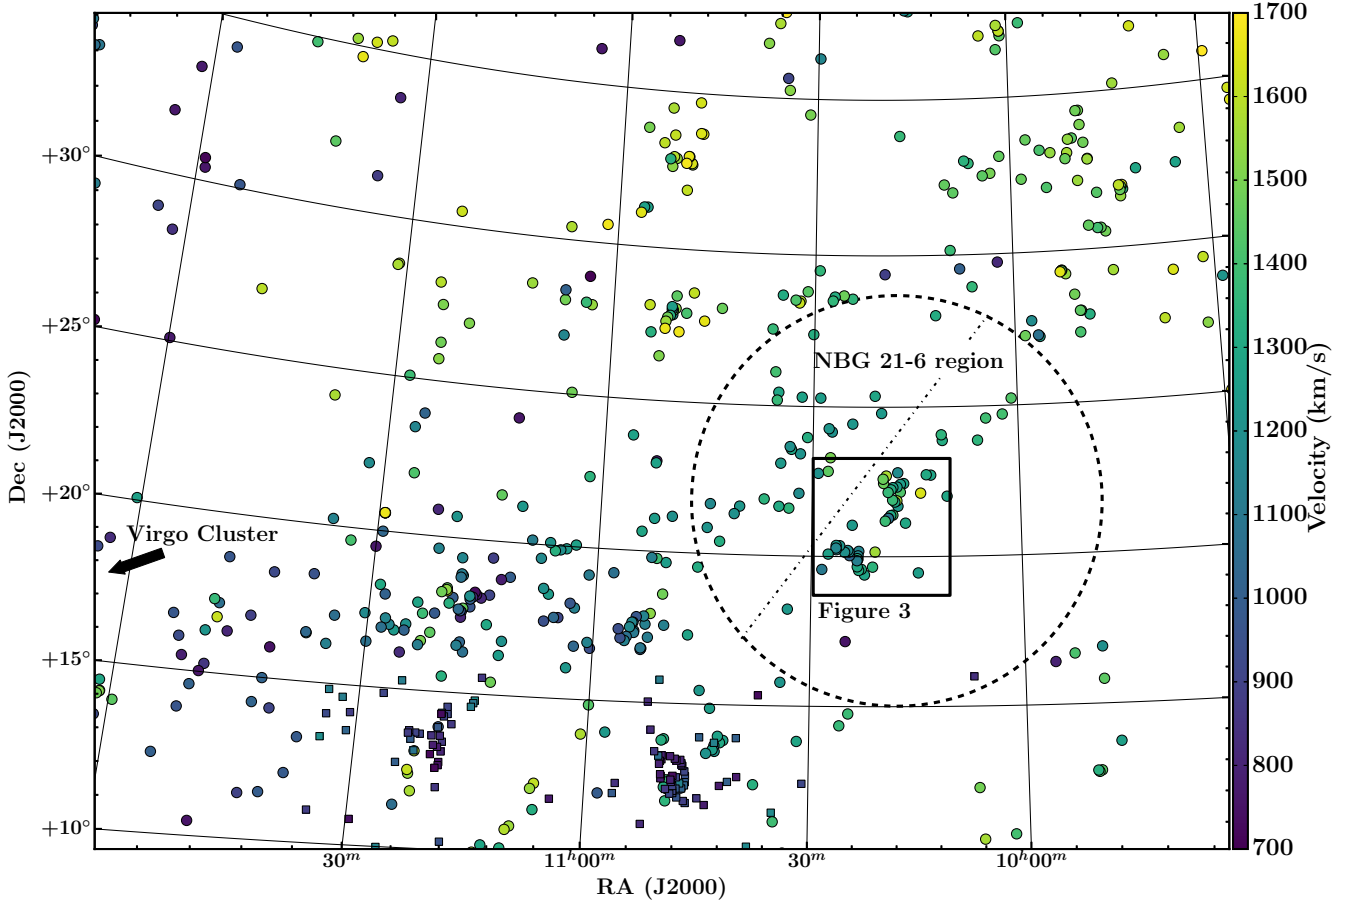 1700
1600
1500
1400
1300
1200
1100
1000
900
800
700
Velocity (km/s)
+30°
+25°
+20°
+15°
+10°
Dec (J2000)
NBG 21-6 region
Virgo Cluster
Figure 3
30ᵐ
11ʰ00ᵐ
30ᵐ
10ʰ00ᵐ
RA (J2000)